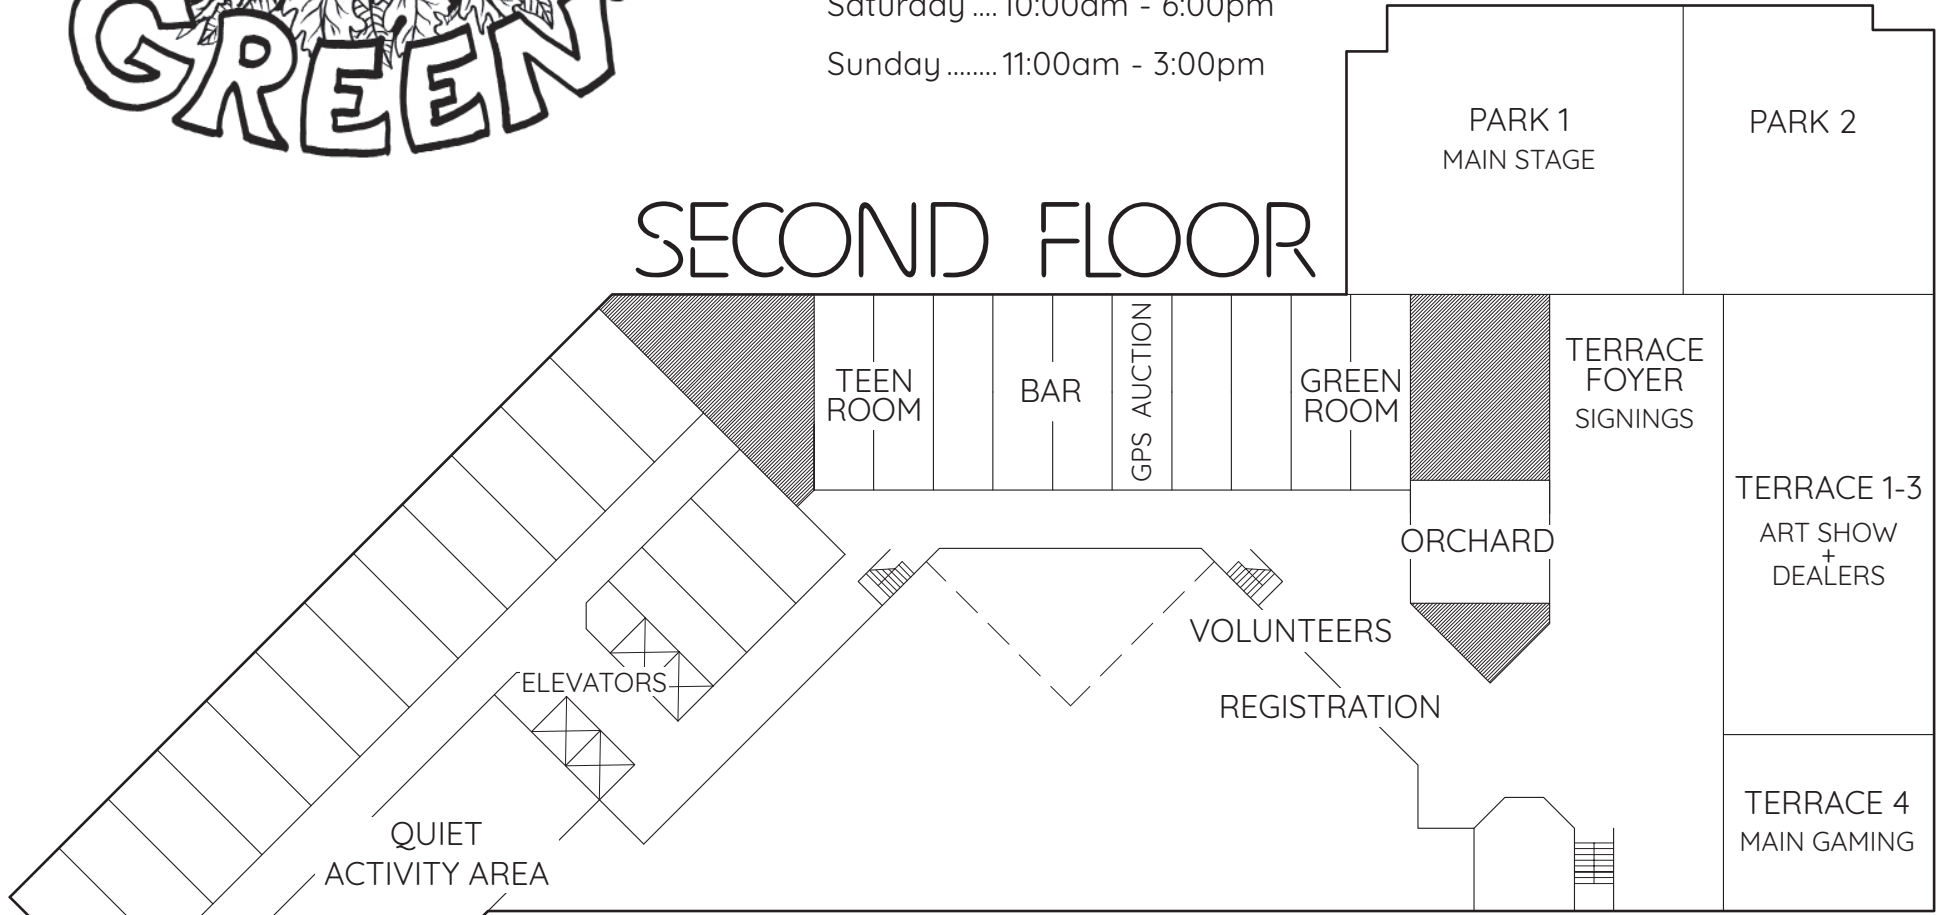 GREEN
Saturday .... 10:00am - 6:00pm
Sunday ........ 11:00am - 3:00pm
PARK 1
MAIN STAGE
PARK 2
SECOND FLOOR
TEEN
ROOM
BAR
GPS AUCTION
GREEN
ROOM
TERRACE
FOYER
SIGNINGS
TERRACE 1-3
ART SHOW
+
DEALERS
ORCHARD
VOLUNTEERS
REGISTRATION
ELEVATORS
QUIET
ACTIVITY AREA
TERRACE 4
MAIN GAMING